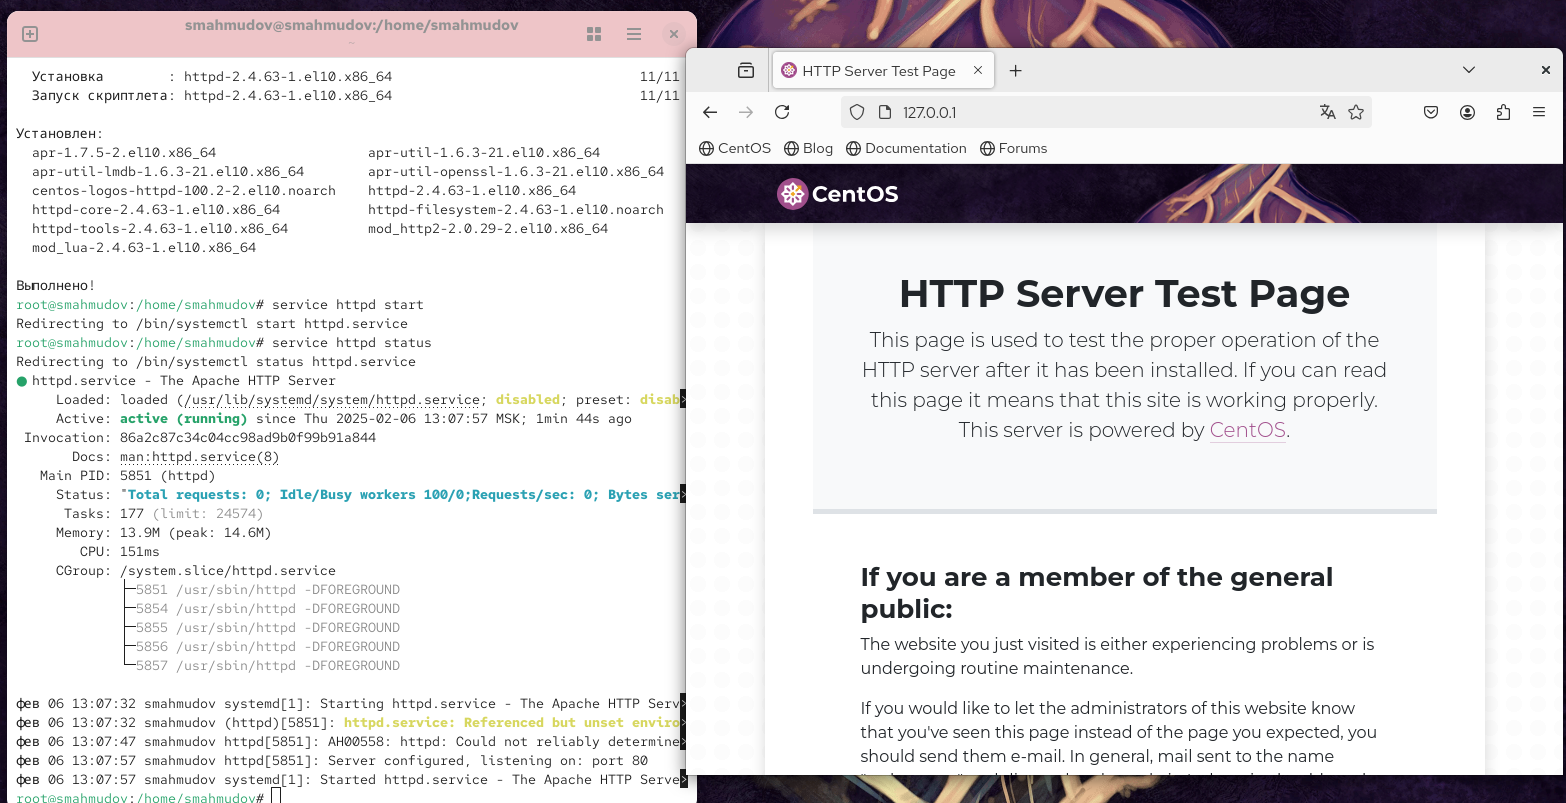 smahmudov@smahmudov:/home/smahmudov
~
Установка        : httpd-2.4.63-1.el10.x86_64                               11/11
Запуск скриптлета: httpd-2.4.63-1.el10.x86_64                               11/11
Установлен:
apr-1.7.5-2.el10.x86_64                   apr-util-1.6.3-21.el10.x86_64
apr-util-lmdb-1.6.3-21.el10.x86_64        apr-util-openssl-1.6.3-21.el10.x86_64
centos-logos-httpd-100.2-2.el10.noarch    httpd-2.4.63-1.el10.x86_64
httpd-core-2.4.63-1.el10.x86_64           httpd-filesystem-2.4.63-1.el10.noarch
httpd-tools-2.4.63-1.el10.x86_64          mod_http2-2.0.29-2.el10.x86_64
mod_lua-2.4.63-1.el10.x86_64
Выполнено!
root@smahmudov:/home/smahmudov# service httpd start
Redirecting to /bin/systemctl start httpd.service
root@smahmudov:/home/smahmudov# service httpd status
Redirecting to /bin/systemctl status httpd.service
● httpd.service - The Apache HTTP Server
Loaded: loaded (/usr/lib/systemd/system/httpd.service; disabled; preset: disab>
Active: active (running) since Thu 2025-02-06 13:07:57 MSK; 1min 44s ago
Invocation: 86a2c87c34c04cc98ad9b0f99b91a844
Docs: man:httpd.service(8)
Main PID: 5851 (httpd)
Status: "Total requests: 0; Idle/Busy workers 100/0;Requests/sec: 0; Bytes ser>
Tasks: 177 (limit: 24574)
Memory: 13.9M (peak: 14.6M)
CPU: 151ms
CGroup: /system.slice/httpd.service
├─5851 /usr/sbin/httpd -DFOREGROUND
├─5854 /usr/sbin/httpd -DFOREGROUND
├─5855 /usr/sbin/httpd -DFOREGROUND
├─5856 /usr/sbin/httpd -DFOREGROUND
└─5857 /usr/sbin/httpd -DFOREGROUND
фев 06 13:07:32 smahmudov systemd[1]: Starting httpd.service - The Apache HTTP Serv>
фев 06 13:07:32 smahmudov (httpd)[5851]: httpd.service: Referenced but unset enviro>
фев 06 13:07:47 smahmudov httpd[5851]: AH00558: httpd: Could not reliably determine>
фев 06 13:07:57 smahmudov httpd[5851]: Server configured, listening on: port 80
фев 06 13:07:57 smahmudov systemd[1]: Started httpd.service - The Apache HTTP Serve>
root@smahmudov:/home/smahmudov#
HTTP Server Test Page
127.0.0.1
CentOS Blog Documentation Forums
CentOS
HTTP Server Test Page
This page is used to test the proper operation of the
HTTP server after it has been installed. If you can read
this page it means that this site is working properly.
This server is powered by CentOS.
If you are a member of the general
public:
The website you just visited is either experiencing problems or is
undergoing routine maintenance.
If you would like to let the administrators of this website know
that you've seen this page instead of the page you expected, you
should send them e-mail. In general, mail sent to the name